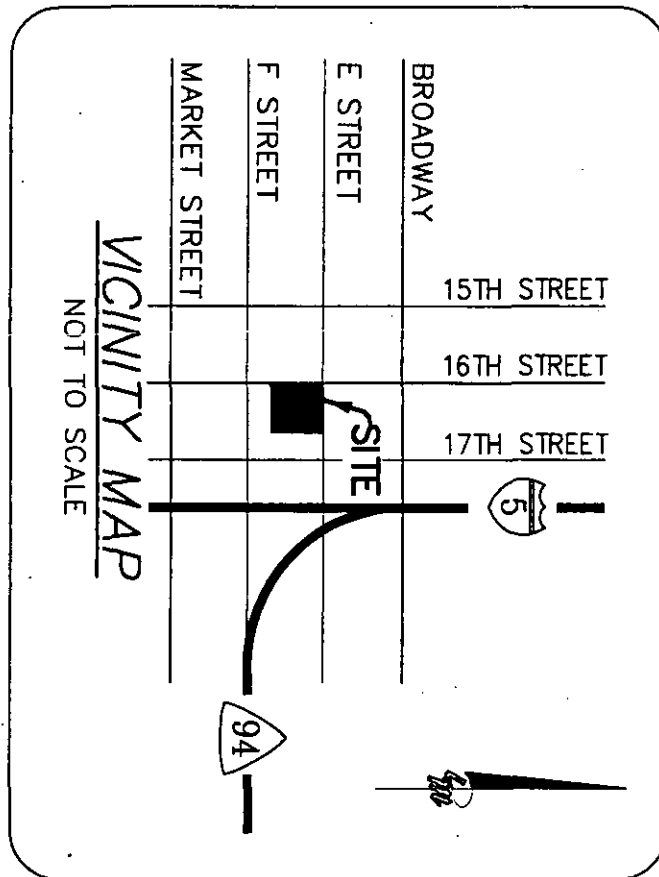 15TH STREET
16TH STREET
17TH STREET
5
BROADWAY
SITE
E STREET
F STREET
94
MARKET STREET
VICINITY MAP
NOT TO SCALE